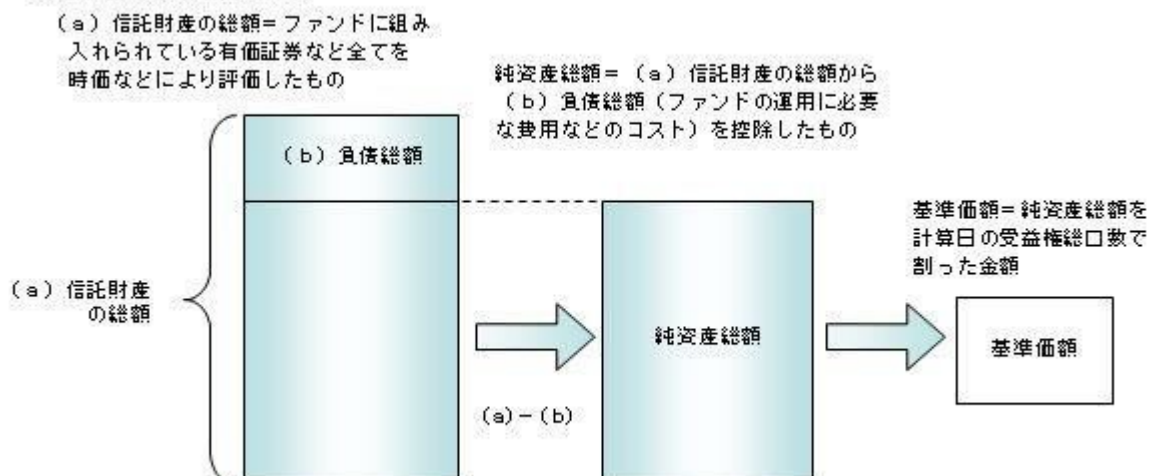 (a)信託財産の総額=ファンドに組み
入れられている有価証券など全てを
時価などにより評価したもの
純資産総額=(a)信託財産の総額から
(b)負債総額(ファンドの運用に必要
な費用などのコスト)を控除したもの
(b)負債総額
基準価額=純資産総額を
計算日の受益権総口数で
割った金額
(a)信託財産
の総額
純資産総額
基準価額
(a)-(b)